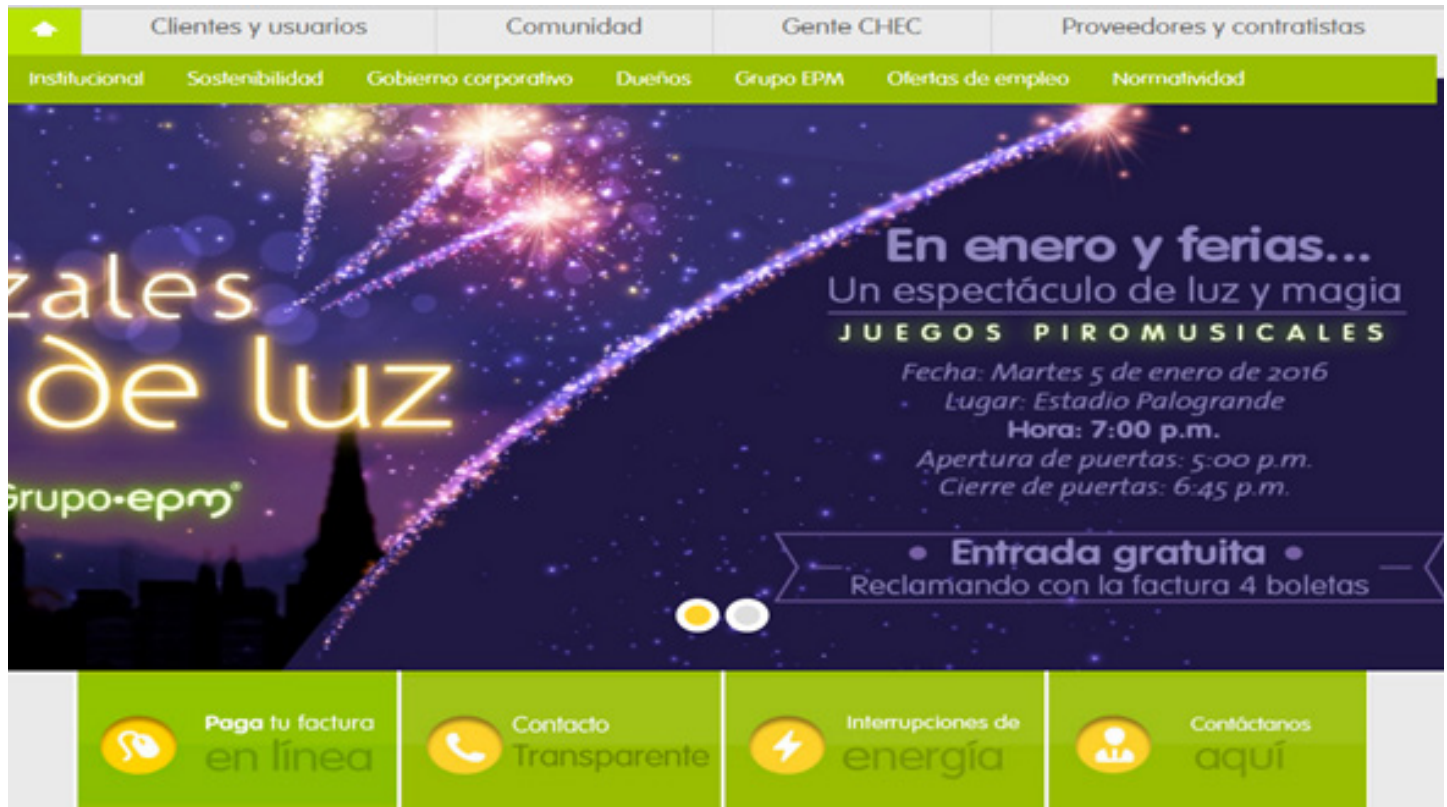 Clientes y usuarios Comunidad Gente CHEC Proveedores y contratistas
Institucional Sostenibilidad Gobierno corporativo Dueños Grupo EPM Ofertas de empleo Normatividad
zales
de luz
Grupo•epm®
En enero y ferias...
Un espectáculo de luz y magia
JUEGOS PIROMUSICALES
Fecha: Martes 5 de enero de 2016
Lugar: Estadio Palogrande
Hora: 7:00 p.m.
Apertura de puertas: 5:00 p.m.
Cierre de puertas: 6:45 p.m.
• Entrada gratuita •
Reclamando con la factura 4 boletas
Paga tu factura
en línea
Contacto
Transparente
Interrupciones de
energía
Contáctanos
aquí